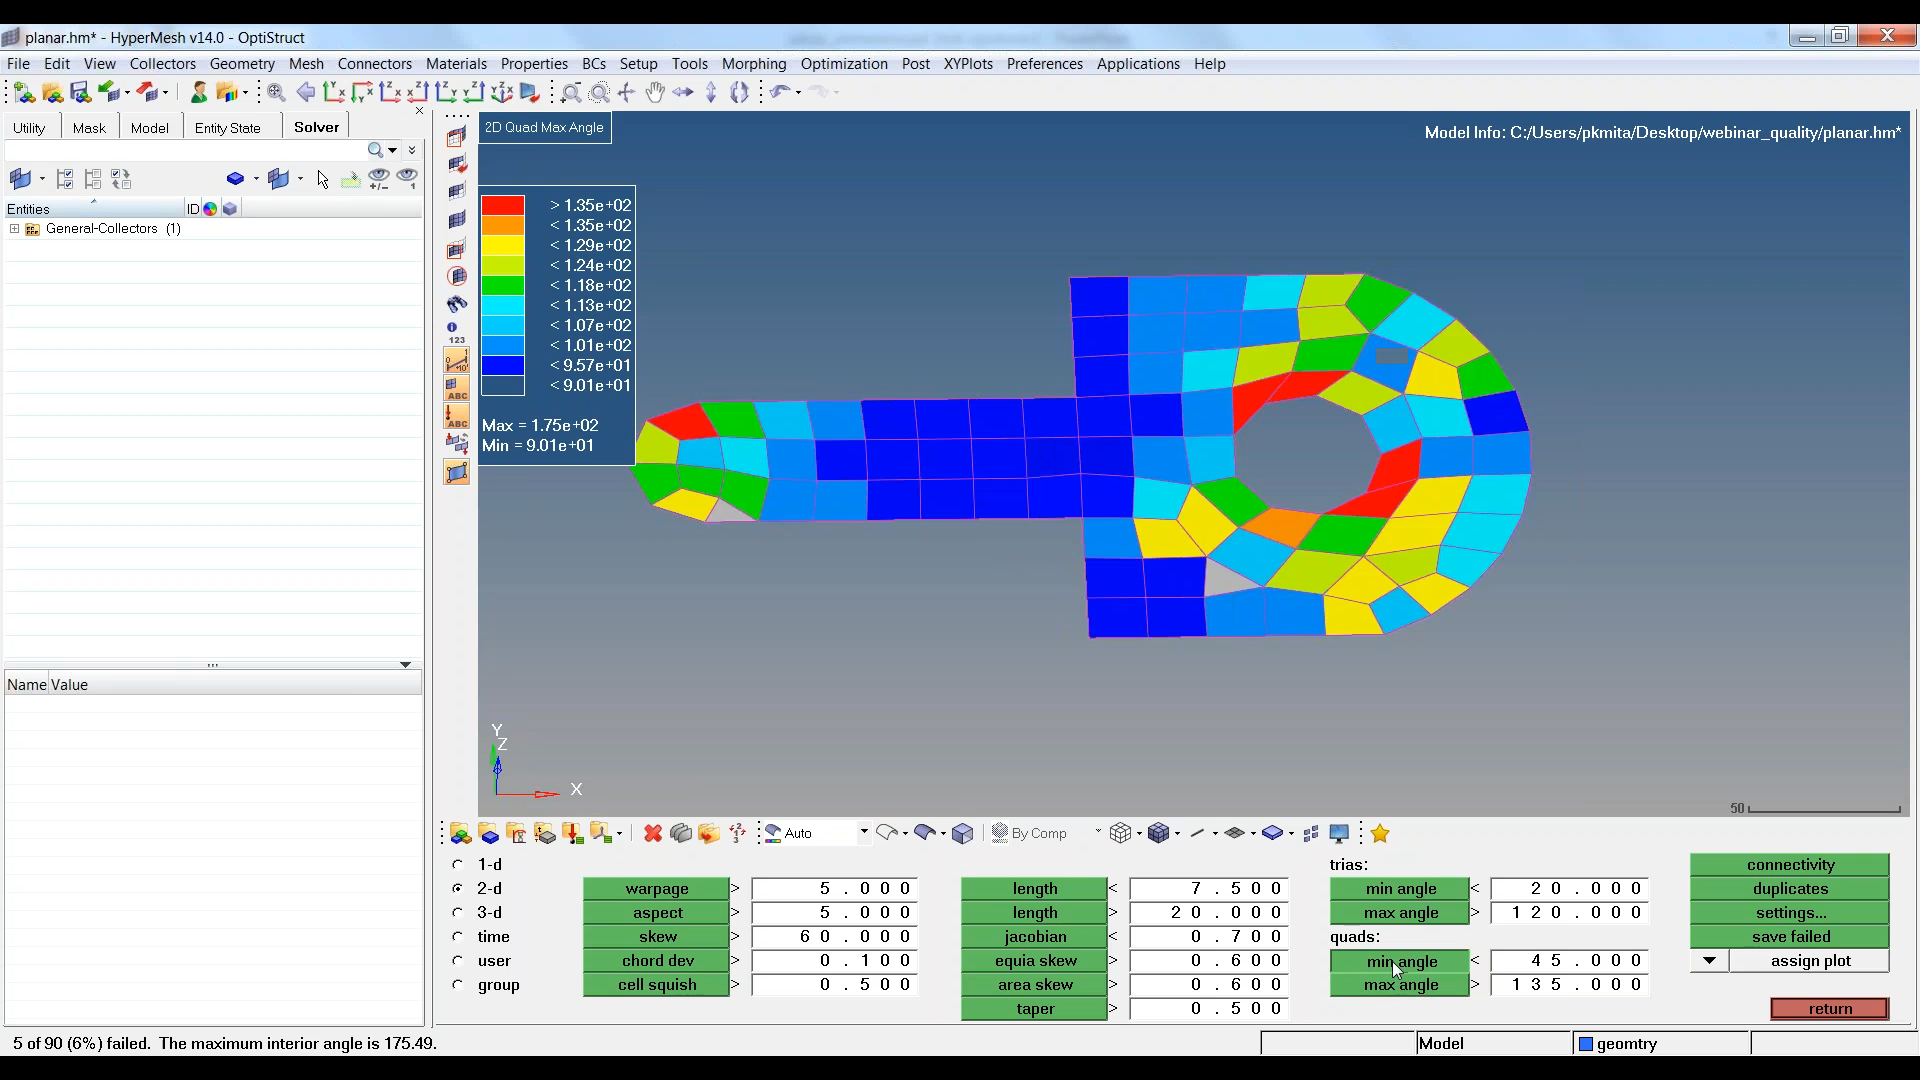 planar.hm* - HyperMesh v14.0 - OptiStruct
File Edit View Collectors Geometry Mesh Connectors Materials Properties BCs Setup Tools Morphing Optimization Post XYPlots Preferences Applications Help
Utility Mask Model Entity State Solver
Entities ID
General-Collectors (1)
Name Value
123
ABC
ABC
2D Quad Max Angle
Model Info: C:/Users/pkmita/Desktop/webinar_quality/planar.hm*
> 1.35e+02
< 1.35e+02
< 1.29e+02
< 1.24e+02
< 1.18e+02
< 1.13e+02
< 1.07e+02
< 1.01e+02
< 9.57e+01
< 9.01e+01
Max = 1.75e+02
Min = 9.01e+01
Y
Z
X
50
Auto By Comp
1-d trias: connectivity
2-d warpage > 5.000 length < 7.500 min angle < 20.000 duplicates
3-d aspect > 5.000 length > 20.000 max angle > 120.000 settings...
time skew > 60.000 jacobian < 0.700 quads: save failed
user chord dev > 0.100 equia skew > 0.600 min angle < 45.000 assign plot
group cell squish > 0.500 area skew > 0.600 max angle > 135.000
taper > 0.500 return
5 of 90 (6%) failed. The maximum interior angle is 175.49. Model geomtry